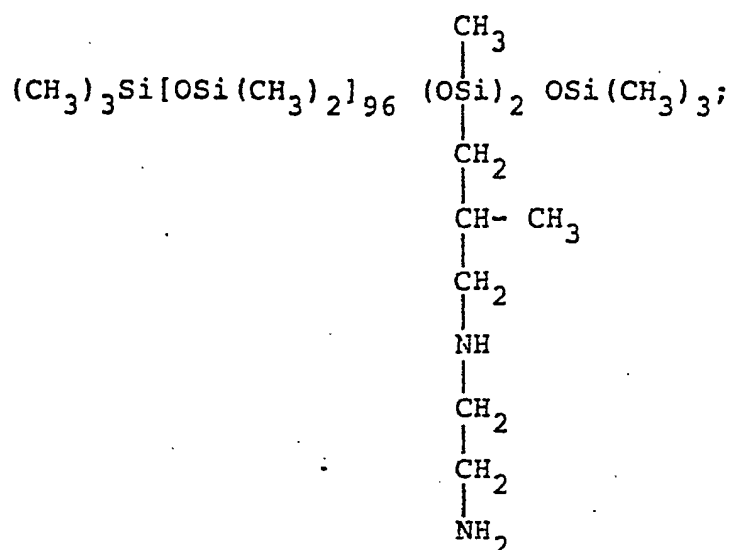 CH₃
(CH₃)₃Si[OSi(CH₃)₂]₉₆ (OSi)₂ OSi(CH₃)₃;
CH₂
CH- CH₃
CH₂
NH
CH₂
CH₂
NH₂